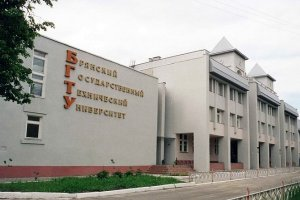 Брянский
Государственный
Технический
Университет